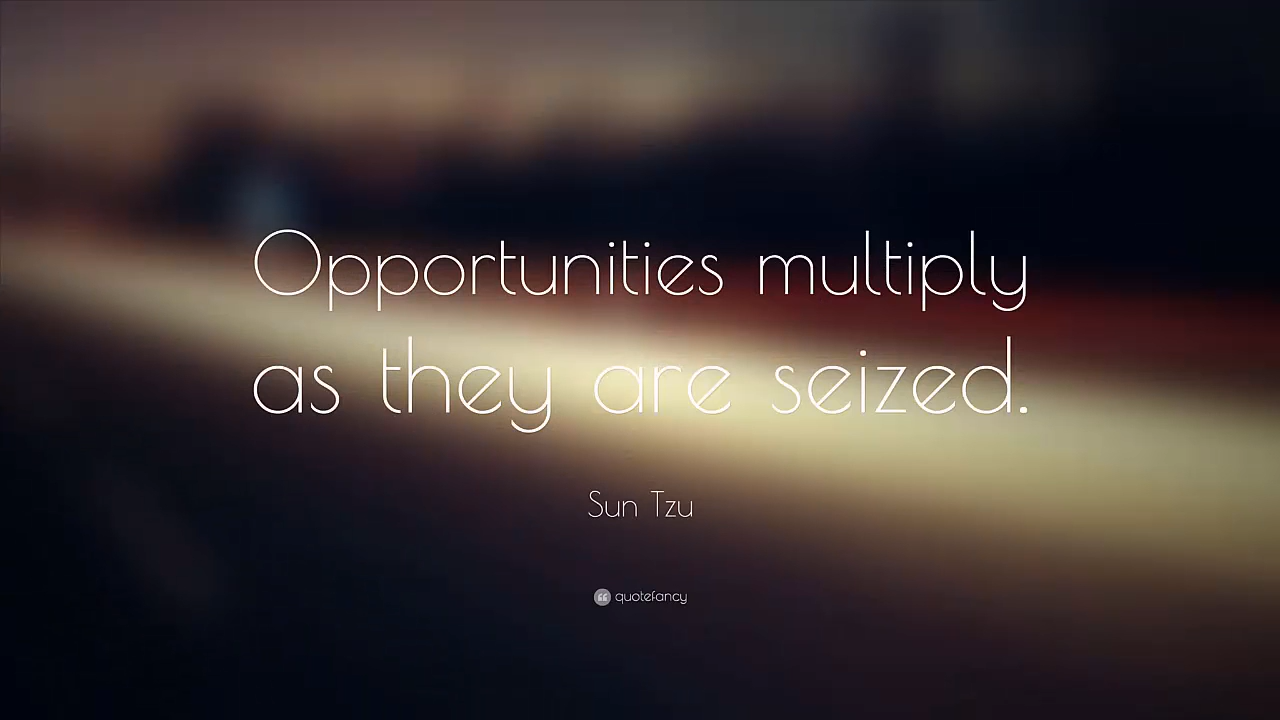 Opportunities multiply
as they are seized.
Sun Tzu
quotefancy